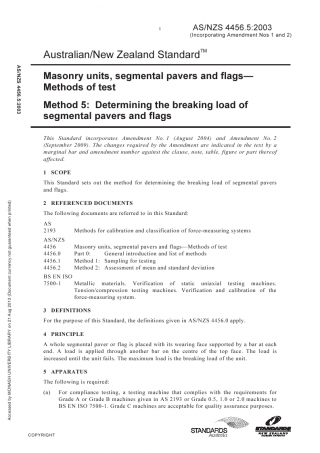 1
AS/NZS 4456.5:2003
(Incorporating Amendment Nos 1 and 2)
Australian/New Zealand Standard™
Masonry units, segmental pavers and flags—
Methods of test
Method 5: Determining the breaking load of
segmental pavers and flags
This Standard incorporates Amendment No. 1 (August 2004) and Amendment No. 2
(September 2009). The changes required by the Amendment are indicated in the text by a
marginal bar and amendment number against the clause, note, table, figure or part thereof
affected.
1 SCOPE
This Standard sets out the method for determining the breaking load of segmental pavers
and flags.
2 REFERENCED DOCUMENTS
The following documents are referred to in this Standard:
AS
2193 Methods for calibration and classification of force-measuring systems
AS/NZS
4456 Masonry units, segmental pavers and flags—Methods of test
4456.0 Part 0: General introduction and list of methods
4456.1 Method 1: Sampling for testing
4456.2 Method 2: Assessment of mean and standard deviation
BS EN ISO
7500-1 Metallic materials. Verification of static uniaxial testing machines.
Tension/compression testing machines. Verification and calibration of the
force-measuring system.
3 DEFINITIONS
For the purpose of this Standard, the definitions given in AS/NZS 4456.0 apply.
4 PRINCIPLE
A whole segmental paver or flag is placed with its wearing face supported by a bar at each
end. A load is applied through another bar on the centre of the top face. The load is
increased until the unit fails. The maximum load is the breaking load of the unit.
5 APPARATUS
The following is required:
(a) For compliance testing, a testing machine that complies with the requirements for
Grade A or Grade B machines given in AS 2193 or Grade 0.5, 1.0 or 2.0 machines to
BS EN ISO 7500-1. Grade C machines are acceptable for quality assurance purposes.
COPYRIGHT
STANDARDS
Australia
STANDARDS
NEW ZEALAND
AS/NZS 4456.5:2003
Accessed by MONASH UNIVERSITY LIBRARY on 21 Aug 2013 (Document currency not guaranteed when printed)